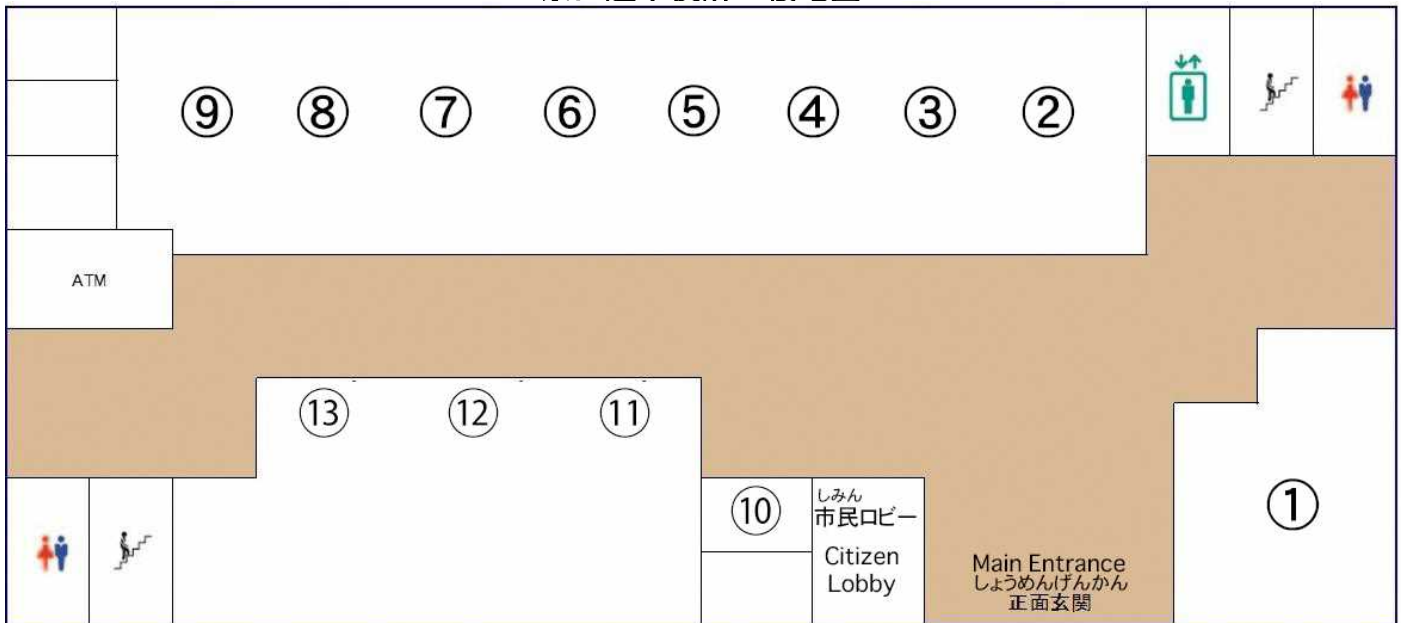 ⑨ ⑧ ⑦ ⑥ ⑤ ④ ③ ②
ATM
⑬ ⑫ ⑪
⑩
しみん
市民ロビー
Citizen
Lobby
①
Main Entrance
しょうめんげんかん
正面玄関